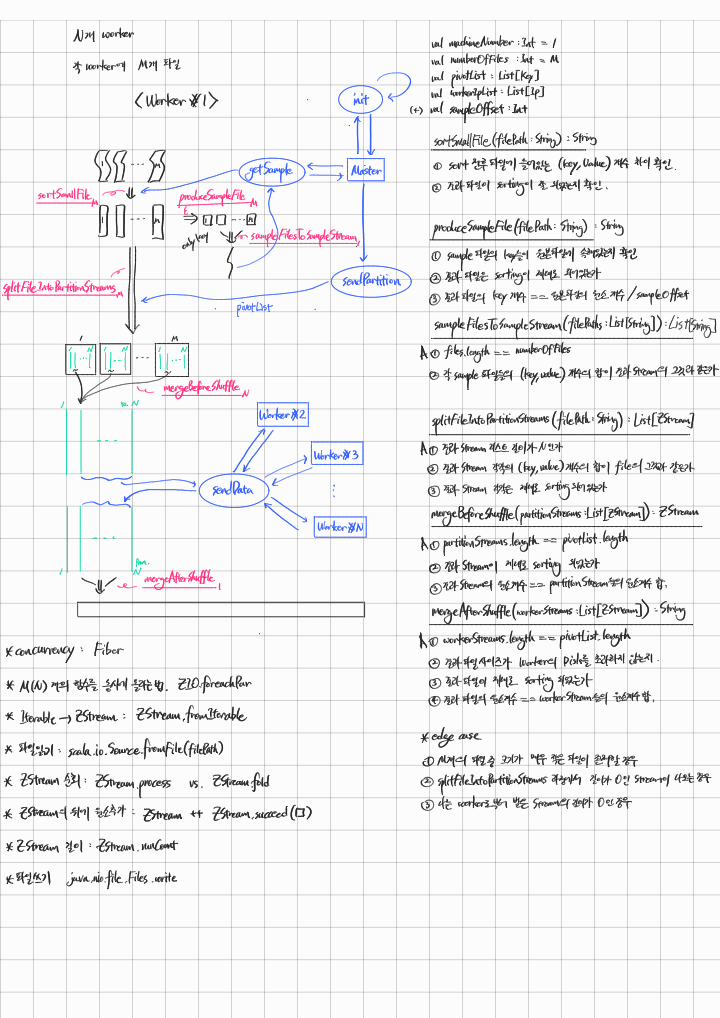 N개 worker
각 worker에 M개 파일
<Worker #1>
init
Master
getSample
sortSmallFile M
produceSampleFile M
1 M
only key
sampleFilesToSampleStream 1
splitFileIntoPartitionStreams M
sendPartition
pivotList
1 M
1 N 1 N 1 N
mergeBeforeShuffle N
1 N
Worker #2
Worker #3
sendData
⋮
Worker #N
1 N
mergeAfterShuffle 1
* concurrency : Fiber
* M(N) 개의 함수를 동시에 돌리는법. ZIO.foreachPar
* Iterable → ZStream : ZStream.fromIterable
* 파일읽기 : scala.io.Source.fromFile(filePath)
* ZStream 순회 : ZStream.process vs. ZStream.fold
* ZStream의 뒤에 원소추가 : ZStream ++ ZStream.succeed(□)
* ZStream 길이 : ZStream.runCount
* 파일쓰기 java.nio.file.Files.write
val machineNumber : Int = 1
val numberOfFiles : Int = M
val pivotList : List[Key]
val workerIpList : List[Ip]
(+) val sampleOffset : Int
sortSmallFile(filePath : String) : String
① sort 전후 파일에 들어있는 (key, value) 개수 차이 확인.
② 결과 파일이 sorting이 잘 되었는지 확인.
produceSampleFile(filePath : String) : String
① sample 파일의 key들이 원본파일에 속해있는지 확인
② 결과 파일은 sorting이 제대로 되어있는가
③ 결과 파일의 key 개수 == 원본파일의 원소 개수 / sampleOffset
sampleFilesToSampleStream(filePaths : List[String]) : List[String]
A ① files.length == numberOfFiles
② 각 sample 파일들의 (key, value) 개수의 합이 결과 stream의 그것과 같은가
splitFileIntoPartitionStreams(filePath : String) : List[ZStream]
A ① 결과 Stream 리스트 길이가 N인가
② 결과 Stream 각각의 (key, value) 개수의 합이 file의 그것과 같은가.
③ 결과 Stream 각각은 제대로 sorting 되어있는가
mergeBeforeShuffle(partitionStreams : List[ZStream]) : ZStream
A ① partitionStreams.length == pivotList.length
② 결과 Stream이 제대로 sorting 되었는가
③ 결과 Stream의 원소개수 == partitionStream들의 원소개수 합.
mergeAfterShuffle(workerStreams : List[ZStream]) : String
A ① workerStreams.length == pivotList.length
② 결과 파일 사이즈가 Worker의 Disk를 초과하지 않는지.
③ 결과 파일이 제대로 sorting 되었는가
④ 결과 파일의 원소개수 == workerStream들의 원소개수 합.
* edge case
① M개의 파일 중 크기가 매우 작은 파일이 존재할 경우
② splitFileIntoPartitionStreams 과정에서 길이가 0인 stream이 나오는 경우
③ 다른 worker로부터 받은 Stream의 길이가 0인 경우